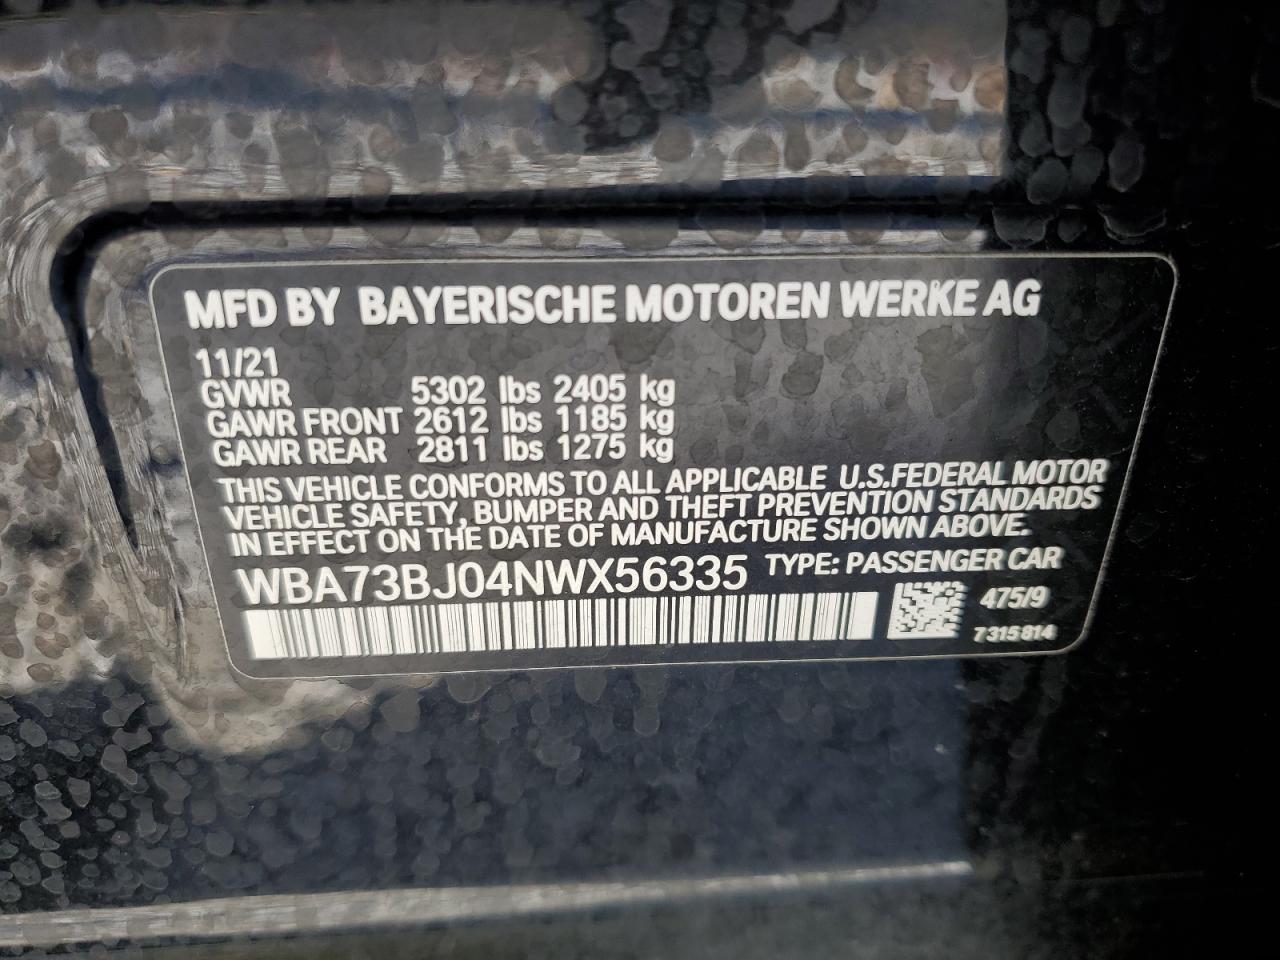 MFD BY BAYERISCHE MOTOREN WERKE AG
11/21
GVWR 5302 lbs 2405 kg
GAWR FRONT 2612 lbs 1185 kg
GAWR REAR 2811 lbs 1275 kg
THIS VEHICLE CONFORMS TO ALL APPLICABLE U.S.FEDERAL MOTOR
VEHICLE SAFETY, BUMPER AND THEFT PREVENTION STANDARDS
IN EFFECT ON THE DATE OF MANUFACTURE SHOWN ABOVE.
WBA73BJ04NWX56335 TYPE: PASSENGER CAR
475/9
7315814